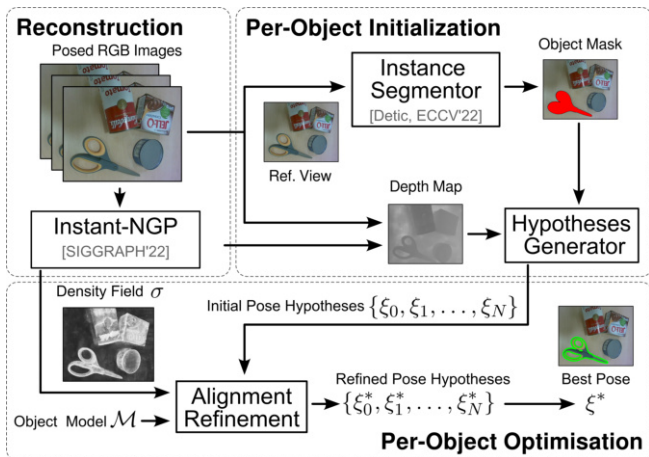 Reconstruction
Posed RGB Images
Instant-NGP
[SIGGRAPH'22]
Per-Object Initialization
Instance
Segmentor
[Detic, ECCV'22]
Object Mask
Ref. View
Depth Map
Hypotheses
Generator
Density Field σ
Initial Pose Hypotheses {ξ₀, ξ₁, . . . , ξ_N}
Object Model ℳ
Alignment
Refinement
Refined Pose Hypotheses
{ξ₀*, ξ₁*, . . . , ξ_N*}
Best Pose
ξ*
Per-Object Optimisation